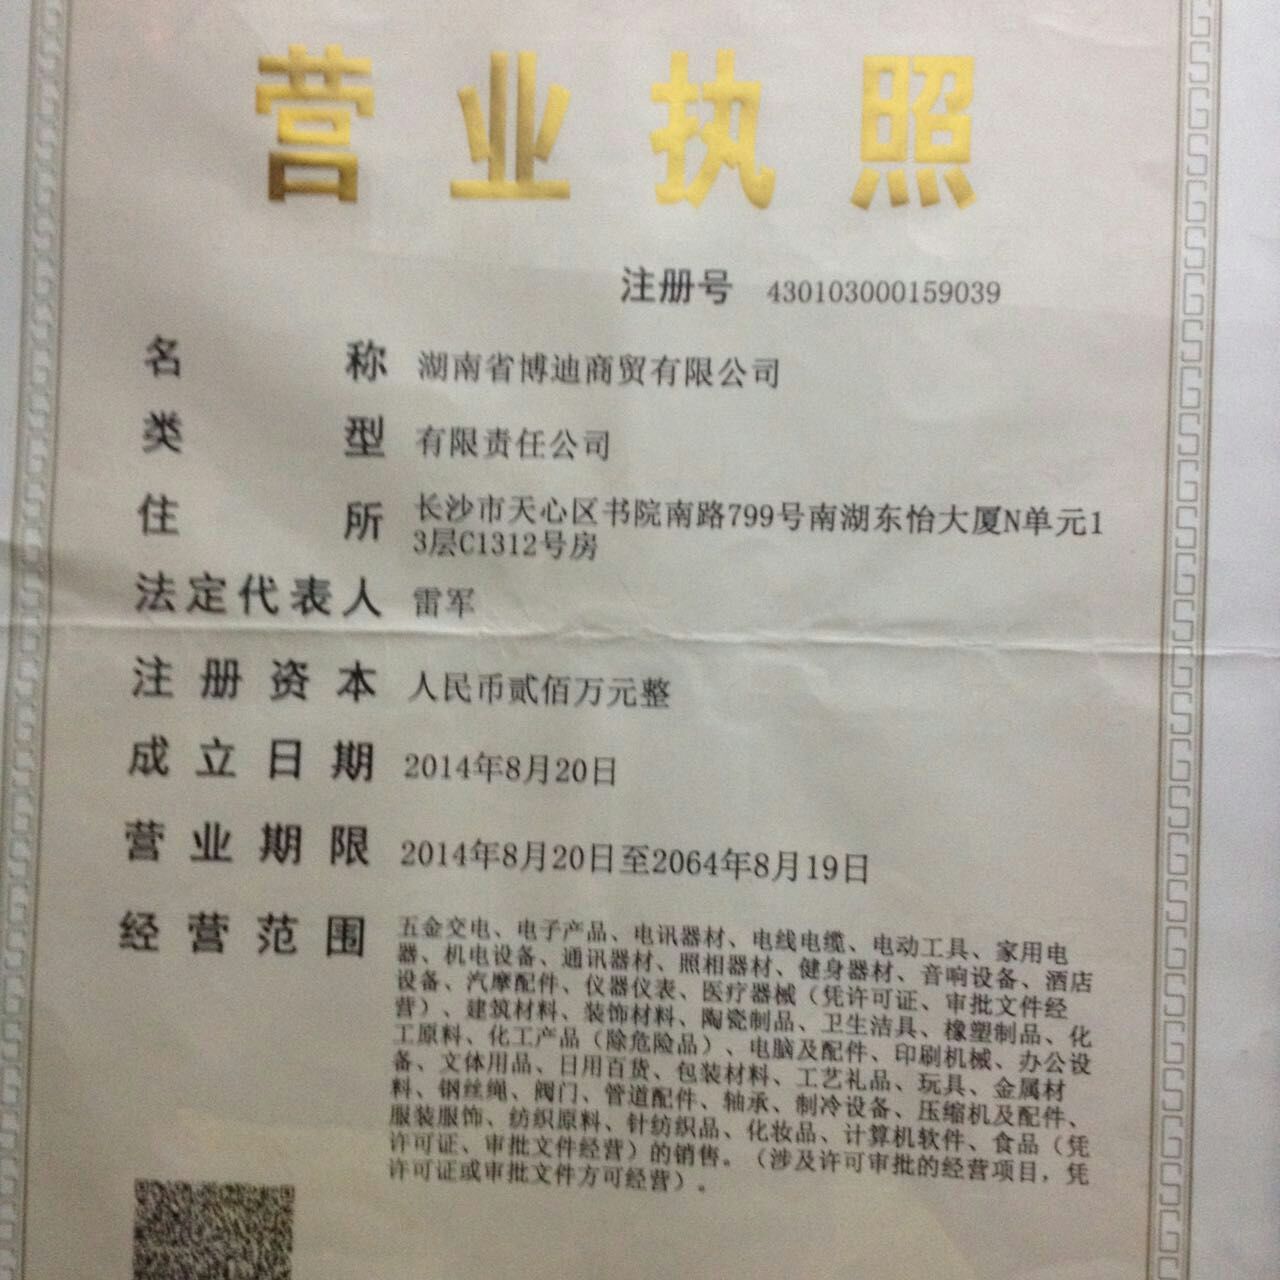 营业执照
注册号 430103000159039
名称 湖南省博迪商贸有限公司
类型 有限责任公司
住所 长沙市天心区书院南路799号南湖东怡大厦N单元1
3层C1312号房
法定代表人 雷军
注册资本 人民币贰佰万元整
成立日期 2014年8月20日
营业期限 2014年8月20日至2064年8月19日
经营范围 五金交电、电子产品、电讯器材、电线电缆、电动工具、家用电
器、机电设备、通讯器材、照相器材、健身器材、音响设备、酒店
设备、汽摩配件、仪器仪表、医疗器械（凭许可证、审批文件经
营）、建筑材料、装饰材料、陶瓷制品、卫生洁具、橡塑制品、化
工原料、化工产品（除危险品）、电脑及配件、印刷机械、办公设
备、文体用品、日用百货、包装材料、工艺礼品、玩具、金属材
料、钢丝绳、阀门、管道配件、轴承、制冷设备、压缩机及配件、
服装服饰、纺织原料、针纺织品、化妆品、计算机软件、食品（凭
许可证、审批文件经营）的销售。（涉及许可审批的经营项目，凭
许可证或审批文件方可经营）。